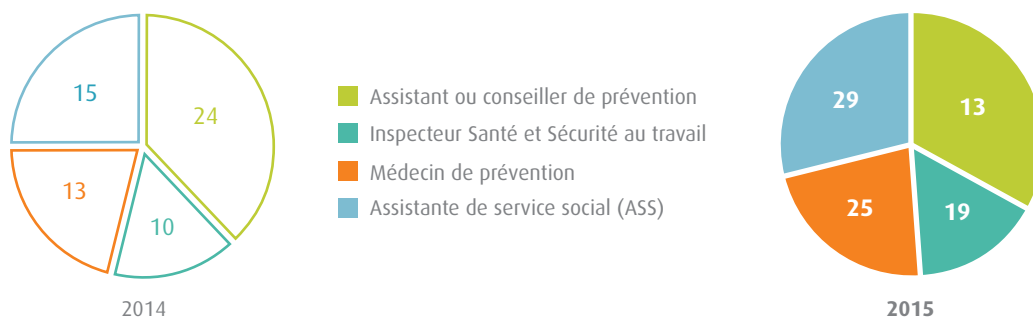 15
24
13
10
2014
Assistant ou conseiller de prévention
Inspecteur Santé et Sécurité au travail
Médecin de prévention
Assistante de service social (ASS)
29
13
25
19
2015